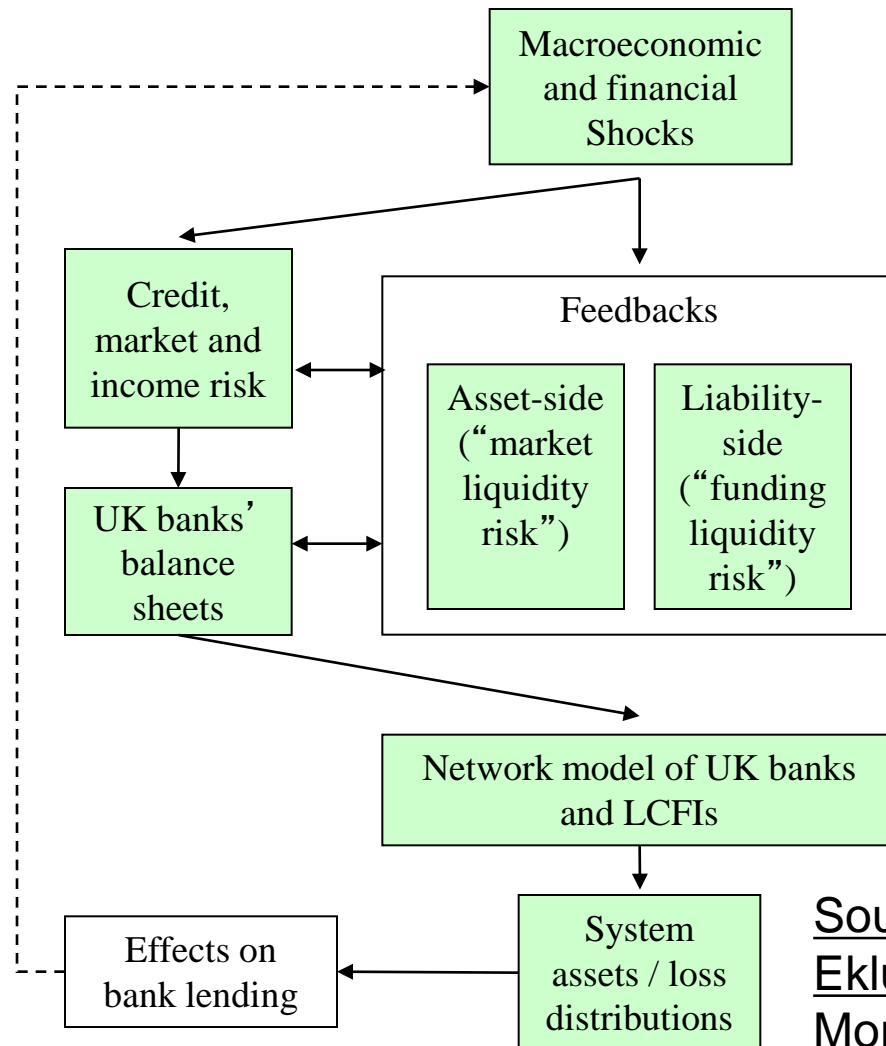 Macroeconomic
and financial
Shocks
Credit,
market and
income risk
Feedbacks
Asset-side
(“market
liquidity
risk”)
Liability-
side
(“funding
liquidity
risk”)
UK banks’
balance
sheets
Network model of UK banks
and LCFIs
System
assets / loss
distributions
Effects on
bank lending